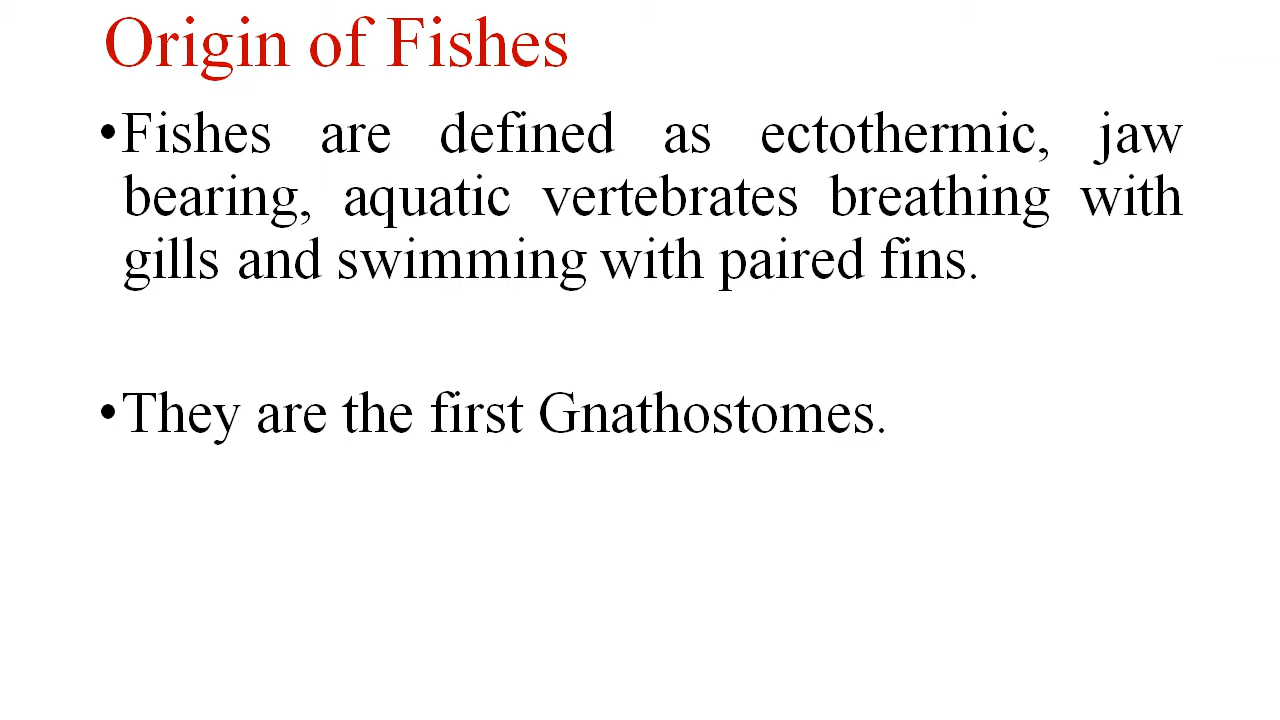 Origin of Fishes
•Fishes are defined as ectothermic, jaw
bearing, aquatic vertebrates breathing with
gills and swimming with paired fins.
•They are the first Gnathostomes.